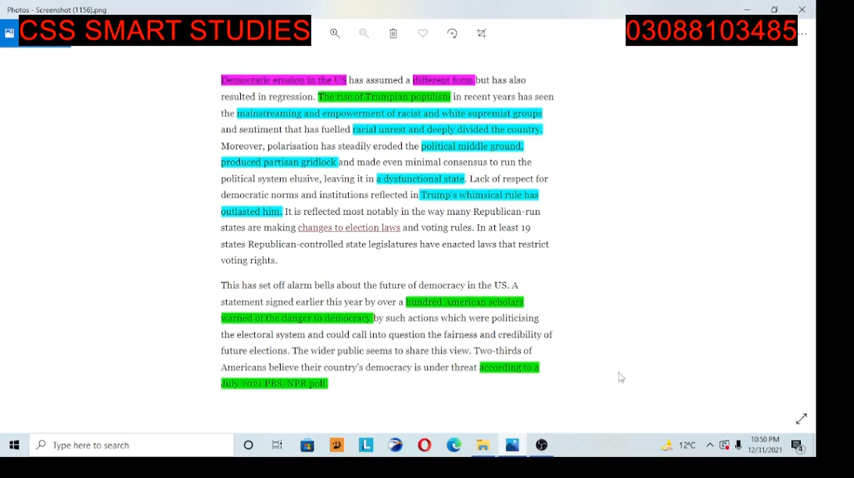 Photos - Screenshot (1156).png
CSS SMART STUDIES
03088103485
Democratic erosion in the US has assumed a different form but has also
resulted in regression. The rise of Trumpian populism in recent years has seen
the mainstreaming and empowerment of racist and white supremist groups
and sentiment that has fuelled racial unrest and deeply divided the country.
Moreover, polarisation has steadily eroded the political middle ground,
produced partisan gridlock and made even minimal consensus to run the
political system elusive, leaving it in a dysfunctional state. Lack of respect for
democratic norms and institutions reflected in Trump's whimsical rule has
outlasted him. It is reflected most notably in the way many Republican-run
states are making changes to election laws and voting rules. In at least 19
states Republican-controlled state legislatures have enacted laws that restrict
voting rights.
This has set off alarm bells about the future of democracy in the US. A
statement signed earlier this year by over a hundred American scholars
warned of the danger to democracy by such actions which were politicising
the electoral system and could call into question the fairness and credibility of
future elections. The wider public seems to share this view. Two-thirds of
Americans believe their country's democracy is under threat according to a
July 2021 PBS/NPR poll.
Type here to search
12°C
10:50 PM
12/31/2021